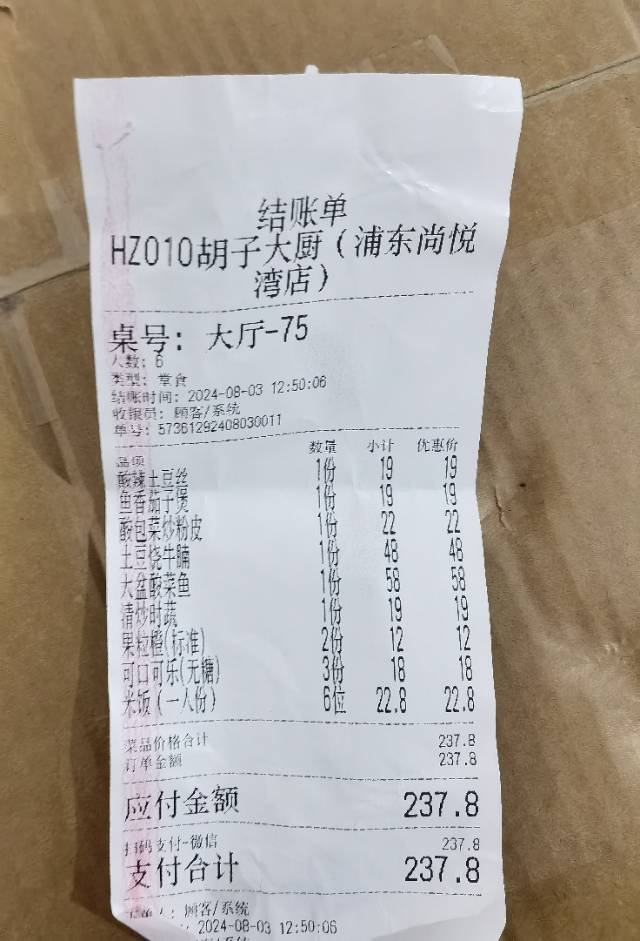 结账单
HZ010胡子大厨（浦东尚悦
湾店）
桌号: 大厅-75
人数: 6
类型: 堂食
结账时间: 2024-08-03 12:50:06
收银员: 顾客/系统
单号: 57361292408030011
品项 数量 小计 优惠价
酸辣土豆丝 1份 19 19
鱼香茄子煲 1份 19 19
酸包菜炒粉皮 1份 22 22
土豆烧牛腩 1份 48 48
大盆酸菜鱼 1份 58 58
清炒时蔬 1份 19 19
果粒橙(标准) 2份 12 12
可口可乐(无糖) 3份 18 18
米饭（一人份） 6位 22.8 22.8
菜品价格合计 237.8
订单金额 237.8
应付金额 237.8
扫码支付-微信 237.8
支付合计 237.8
单人: 顾客/系统
: 2024-08-03 12:50:06